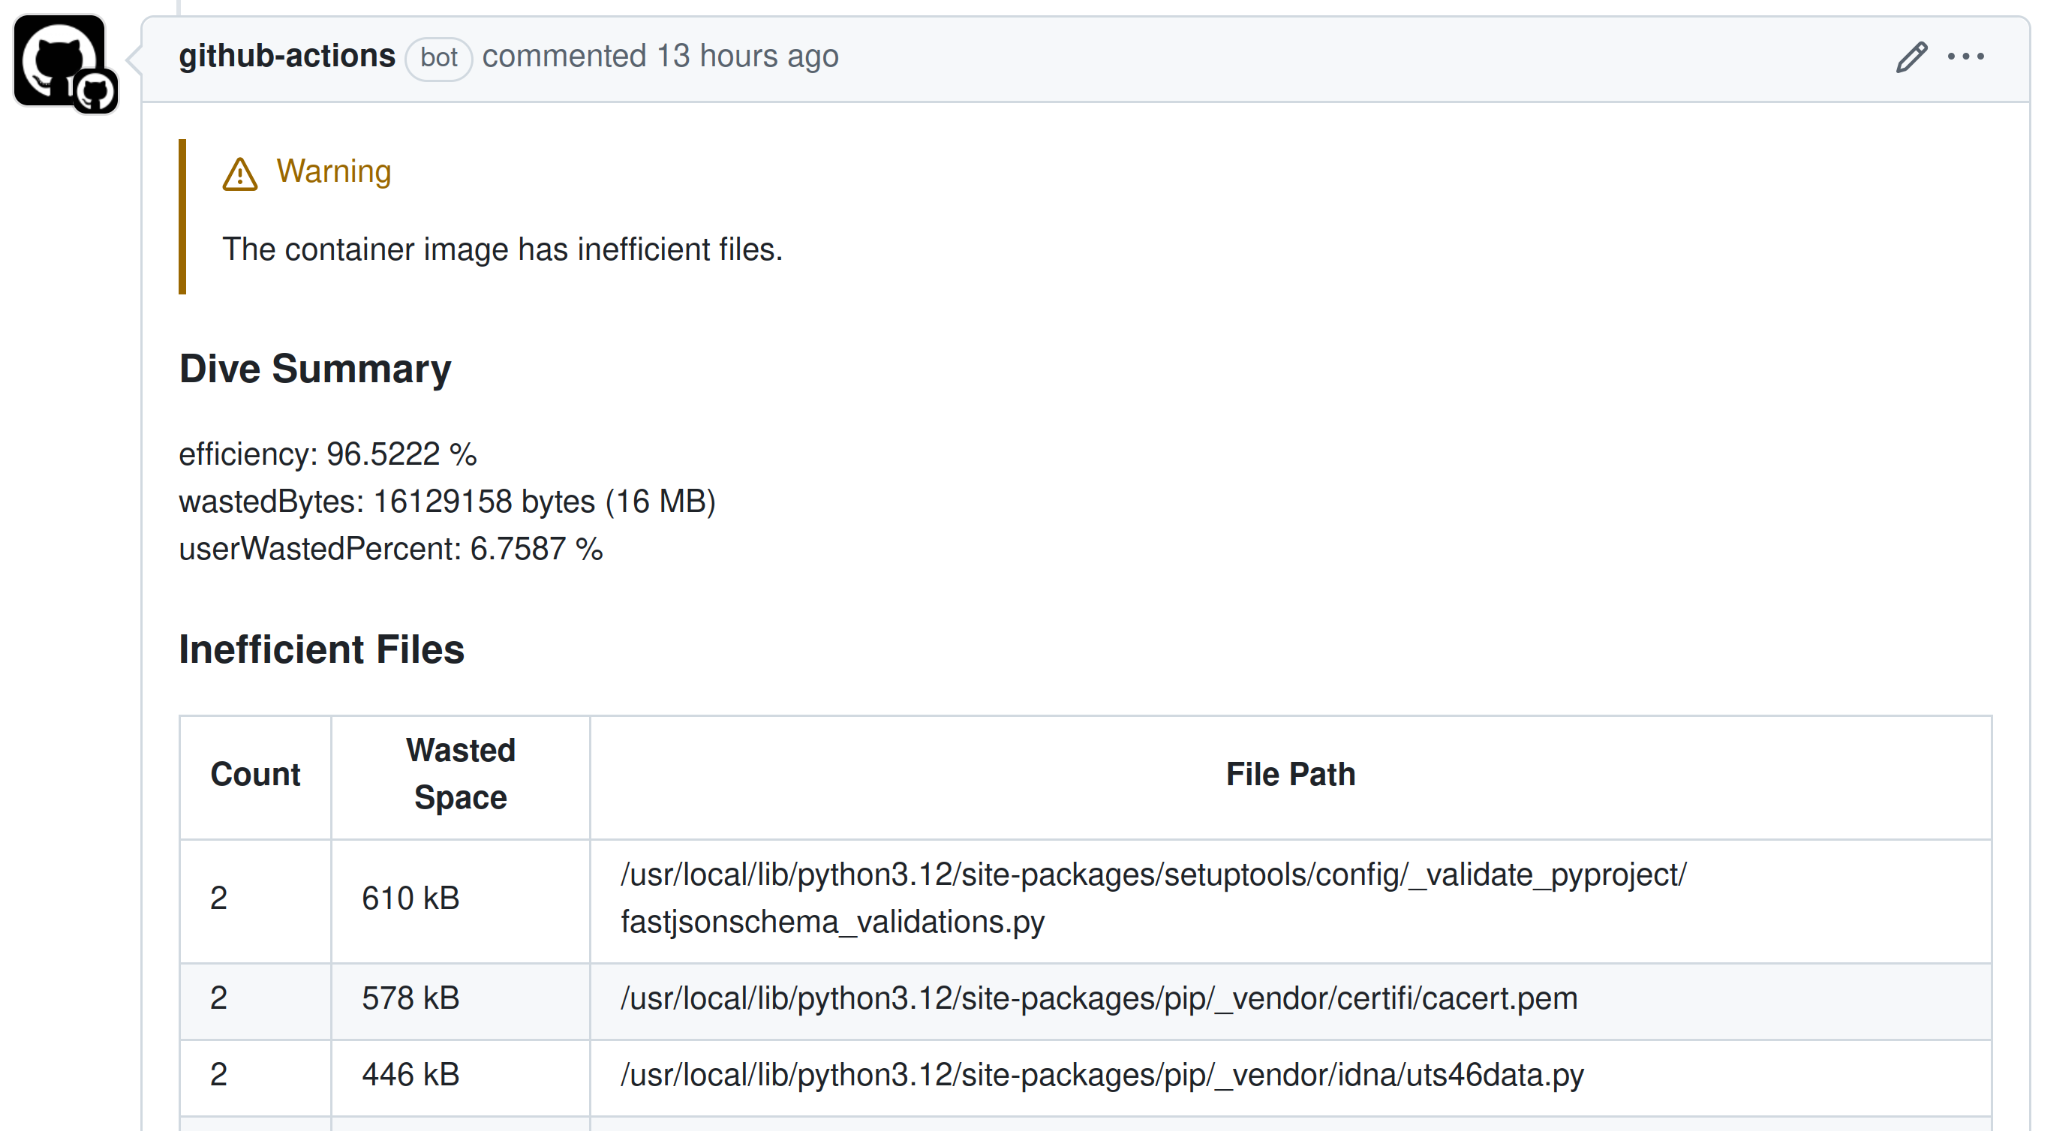 github-actions bot commented 13 hours ago
Warning
The container image has inefficient files.
Dive Summary
efficiency: 96.5222 %
wastedBytes: 16129158 bytes (16 MB)
userWastedPercent: 6.7587 %
Inefficient Files
Count Wasted Space File Path
2 610 kB /usr/local/lib/python3.12/site-packages/setuptools/config/_validate_pyproject/
fastjsonschema_validations.py
2 578 kB /usr/local/lib/python3.12/site-packages/pip/_vendor/certifi/cacert.pem
2 446 kB /usr/local/lib/python3.12/site-packages/pip/_vendor/idna/uts46data.py